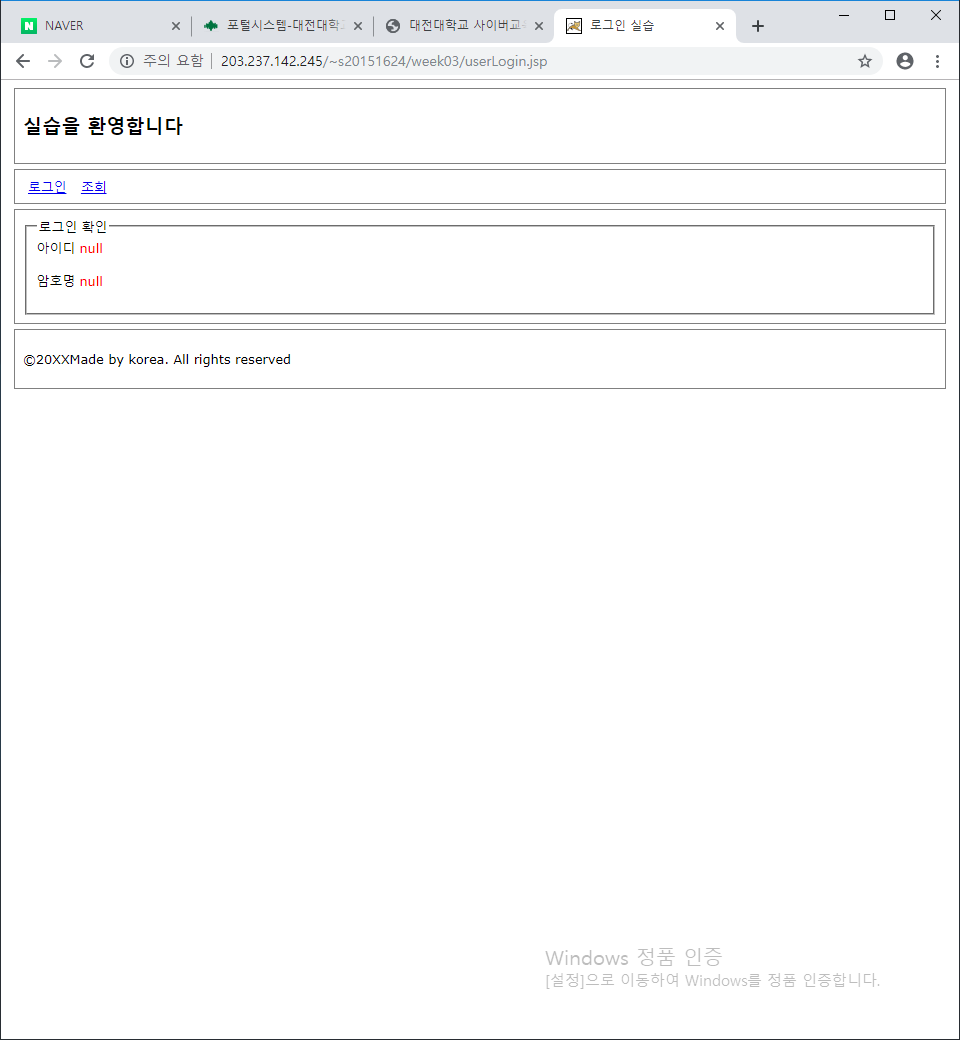 NAVER
포털시스템-대전대학교
대전대학교 사이버교육
로그인 실습
주의 요함 | 203.237.142.245/~s20151624/week03/userLogin.jsp
실습을 환영합니다
로그인 조회
로그인 확인
아이디 null
암호명 null
©20XXMade by korea. All rights reserved
Windows 정품 인증
[설정]으로 이동하여 Windows를 정품 인증합니다.